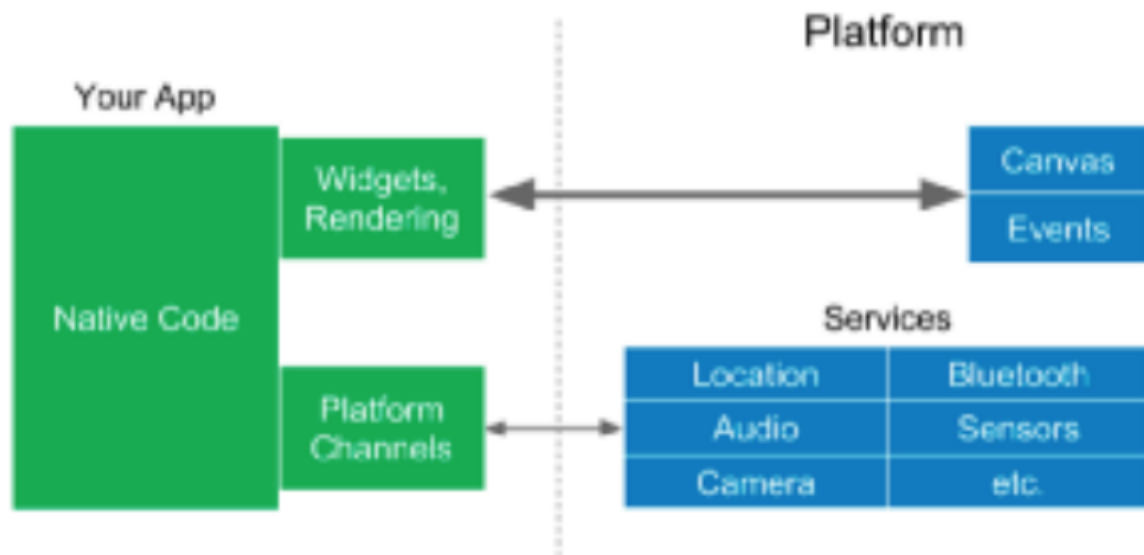 Platform
Your App
Widgets,
Rendering
Canvas
Events
Native Code
Services
Location
Bluetooth
Platform
Channels
Audio
Sensors
Camera
etc.